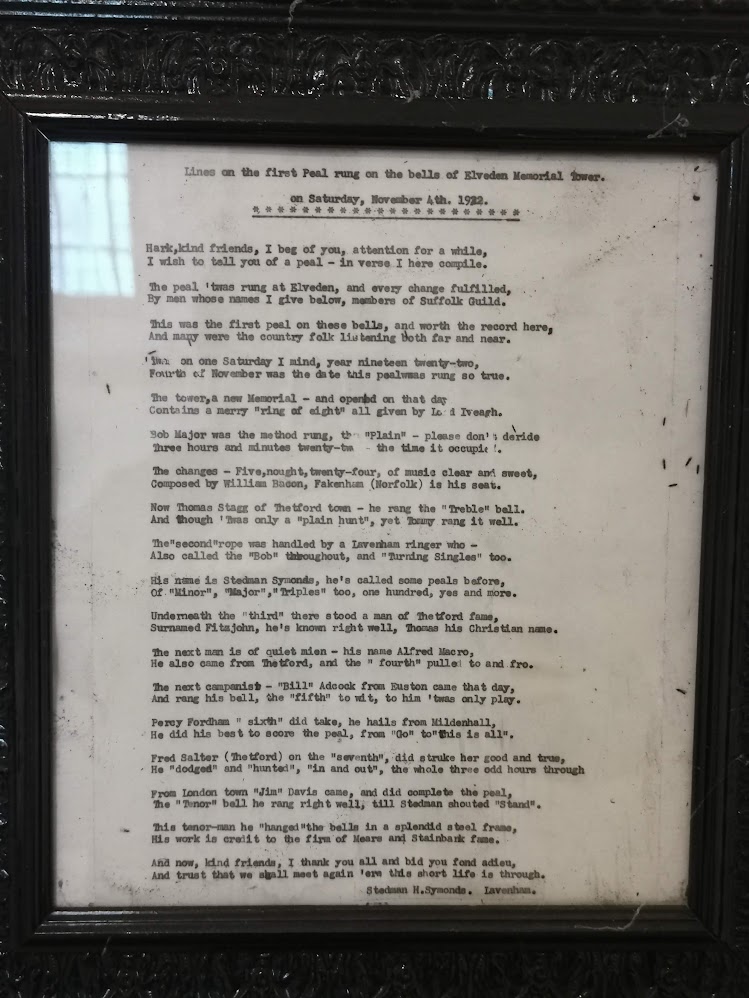 Lines on the first Peal rung on the bells of Elveden Memorial Tower.
on Saturday, November 4th. 1922.
* * * * * * * * * * * * * * * * * * * * *
Hark,kind friends, I beg of you, attention for a while,
I wish to tell you of a peal - in verse I here compile.
The peal 'twas rung at Elveden, and every change fulfilled,
By men whose names I give below, members of Suffolk Guild.
This was the first peal on these bells, and worth the record here,
And many were the country folk listening both far and near.
'Twas on one Saturday I mind, year nineteen twenty-two,
Fourth of November was the date this pealwmas rung so true.
The tower,a new Memorial - and opened on that day
Contains a merry "ring of eight" all given by Lord Iveagh.
Bob Major was the method rung, the "Plain" - please don't deride
Three hours and minutes twenty-two - the time it occupied.
The changes - Five,nought,twenty-four, of music clear and sweet,
Composed by William Bacon, Fakenham (Norfolk) is his seat.
Now Thomas Stagg of Thetford town - he rang the "Treble" bell.
And though 'Twas only a "plain hunt", yet Tommy rang it well.
The"second"rope was handled by a Lavenham ringer who -
Also called the "Bob" throughout, and "Turning Singles" too.
His name is Stedman Symonds, he's called some peals before,
Of "Minor", "Major","Triples" too, one hundred, yes and more.
Underneath the "third" there stood a man of Thetford fame,
Surnamed Fitzjohn, he's known right well, Thomas his Christian name.
The next man is of quiet mien - his name Alfred Macro,
He also came from Thetford, and the " fourth" pulled to and fro.
The next campanist - "Bill" Adcock from Euston came that day,
And rang his bell, the "fifth" to wit, to him 'twas only play.
Percy Fordham " sixth" did take, he hails from Mildenhall,
He did his best to score the peal, from "Go" to"this is all".
Fred Salter (Thetford) on the "seventh", did struke her good and true,
He "dodged" and "hunted", "in and out", the whole three odd hours through
From London town "Jim" Davis came, and did complete the peal,
The "Tenor" bell he rang right well, till Stedman shouted "Stand".
This tenor-man he "hanged"the bells in a splendid steel frame,
His work is credit to the firm of Mears and Stainbank fame.
And now, kind friends, I thank you all and bid you fond adieu,
And trust that we shall meet again 'ere this short life is through.
Stedman H.Symonds. Lavenham.